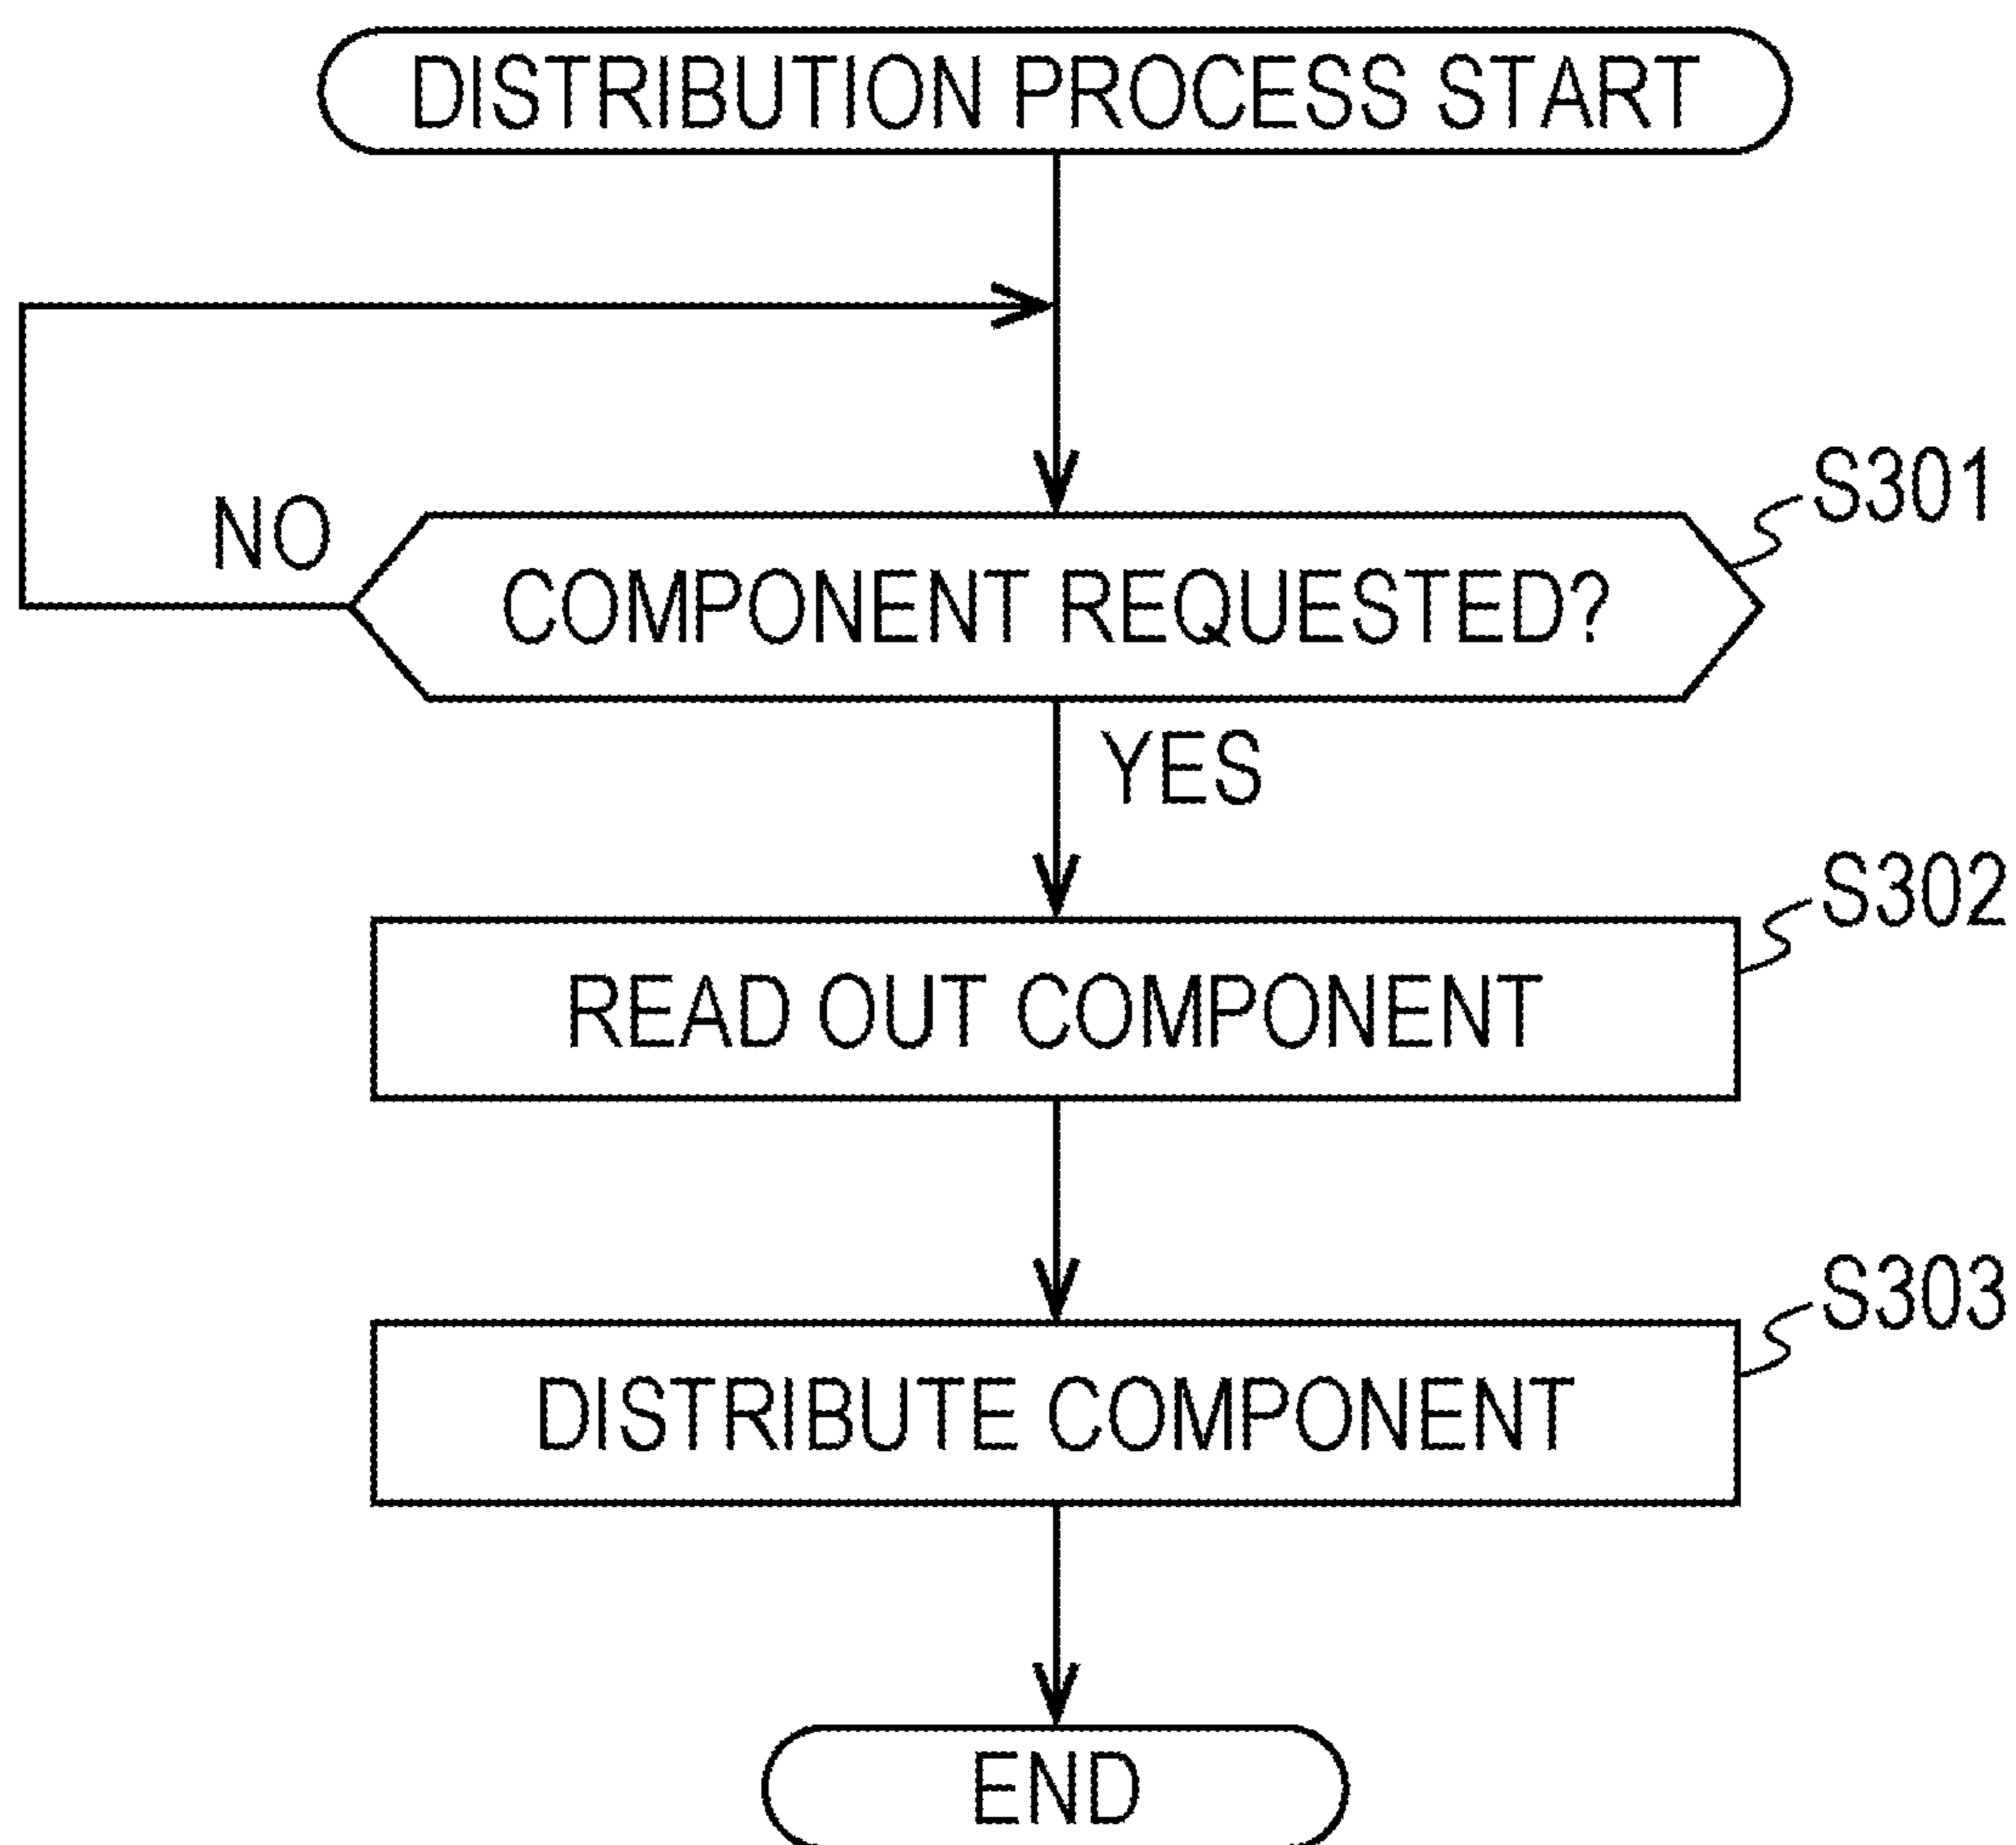 DISTRIBUTION PROCESS START
S301
NO
COMPONENT REQUESTED?
YES
S302
READ OUT COMPONENT
S303
DISTRIBUTE COMPONENT
END